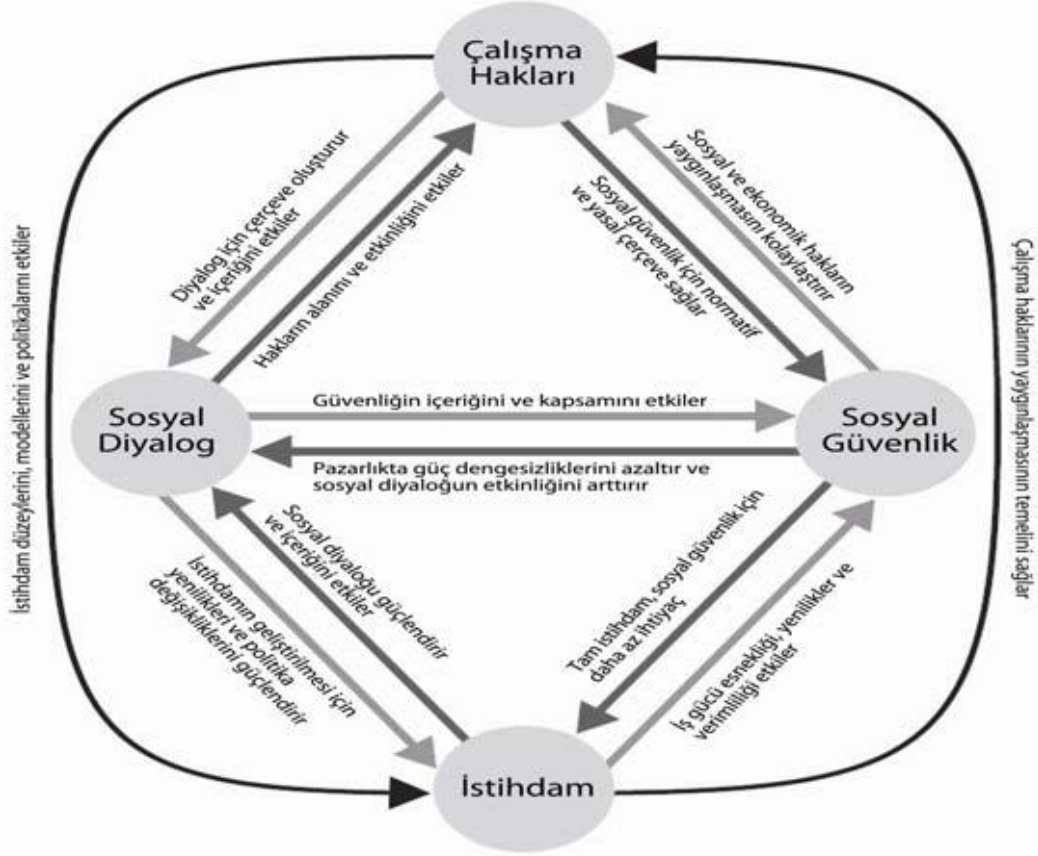 Çalışma
Hakları
Diyalog için çerçeve oluşturur
ve içeriğini etkiler
Hakların alanını ve etkinliğini etkiler
Sosyal güvenlik için normatif
ve yasal çerçeve sağlar
Sosyal ve ekonomik hakların
yaygınlaşmasını kolaylaştırır
İstihdam düzeylerini, modellerini ve politikalarını etkiler
Çalışma haklarının yaygınlaşmasının temelini sağlar
Sosyal
Diyalog
Güvenliğin içeriğini ve kapsamını etkiler
Pazarlıkta güç dengesizliklerini azaltır ve
sosyal diyaloğun etkinliğini arttırır
Sosyal
Güvenlik
İstihdamın geliştirilmesi için
yenilikleri ve politika
değişikliklerini güçlendirir
Sosyal diyaloğu güçlendirir
ve içeriğini etkiler
Tam istihdam, sosyal güvenlik için
daha az ihtiyaç
İş gücü esnekliği, yenilikler ve
verimliliği etkiler
İstihdam